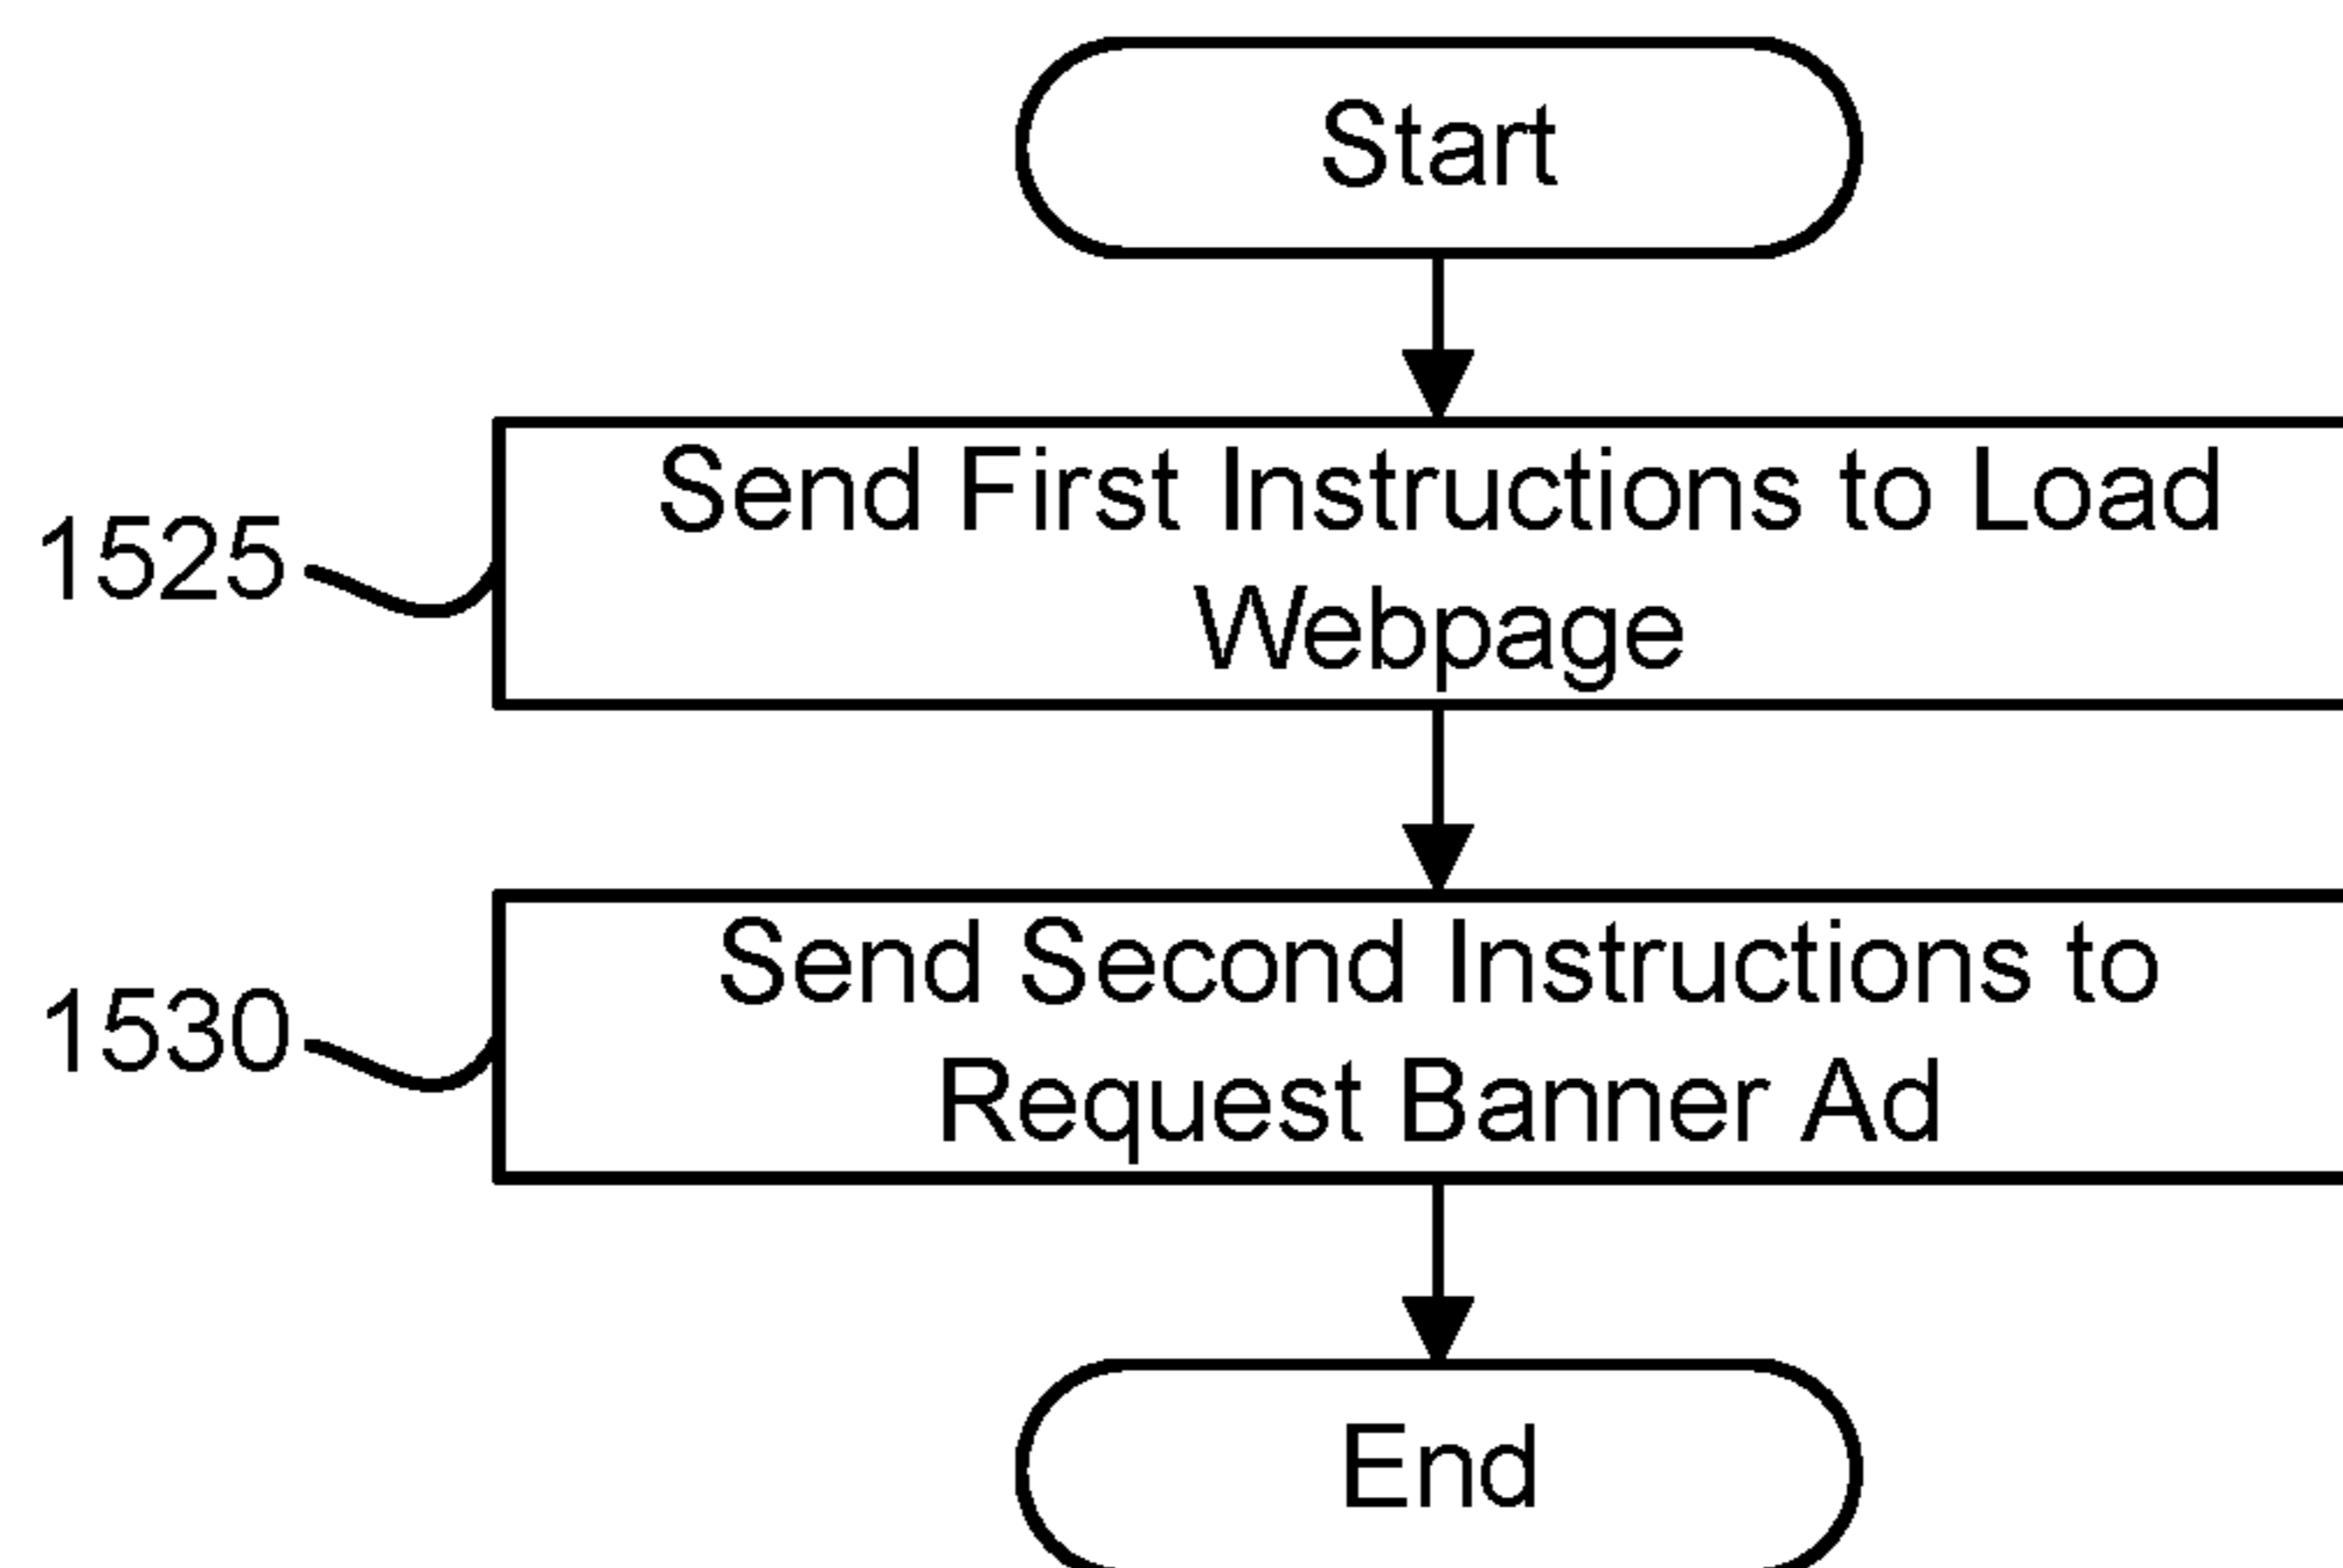 Start
Send First Instructions to Load
Webpage
1525
Send Second Instructions to
Request Banner Ad
1530
End